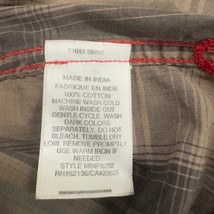 MADE IN INDIA
FABRIQUE EN INDE
100% COTTON
MACHINE WASH COLD
WASH INSIDE OUT
GENTLE CYCLE. WASH
DARK COLORS
SEPARATELY. DO NOT
BLEACH. TUMBLE DRY
LOW. REMOVE PROMPTLY
USE WARM IRON IF
NEEDED
STYLE